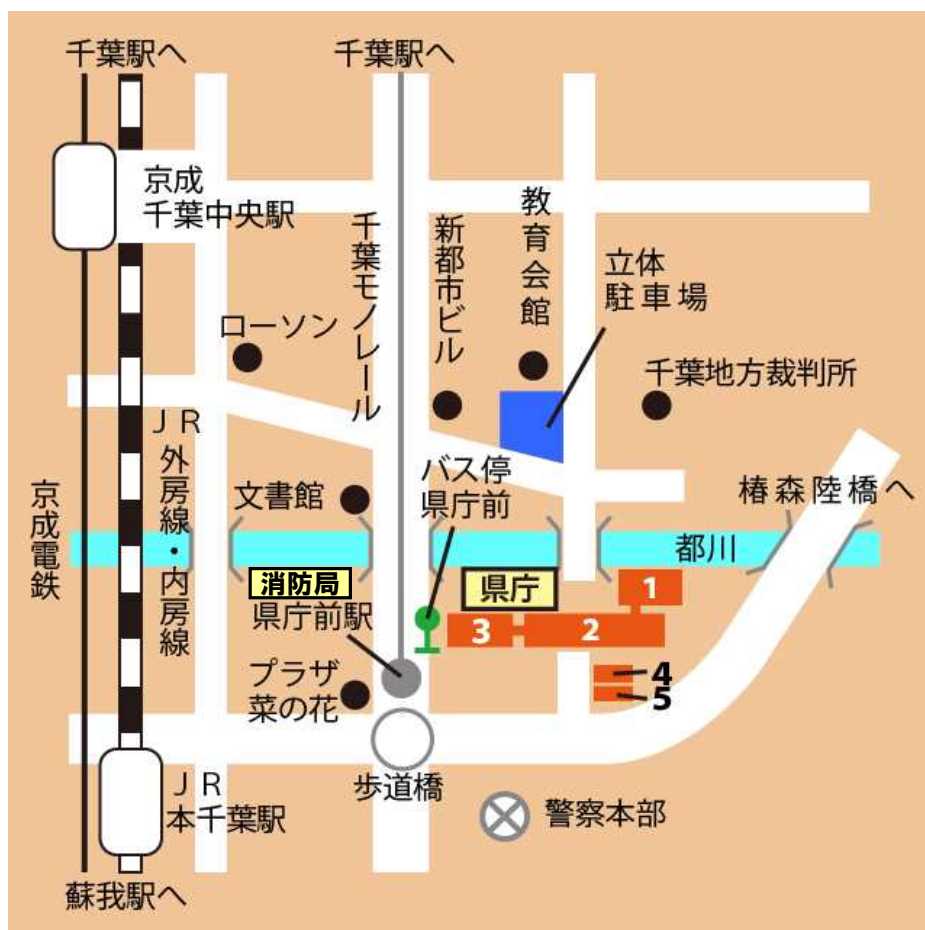 千葉駅へ
千葉駅へ
京成
千葉中央駅
千葉モノレール
新都市ビル
教育会館
立体
駐車場
ローソン
千葉地方裁判所
ＪＲ
外房線・内房線
京成電鉄
文書館
バス停
県庁前
椿森陸橋へ
都川
消防局
県庁
県庁前駅
1
2
3
4
5
プラザ
菜の花
歩道橋
ＪＲ
本千葉駅
警察本部
蘇我駅へ